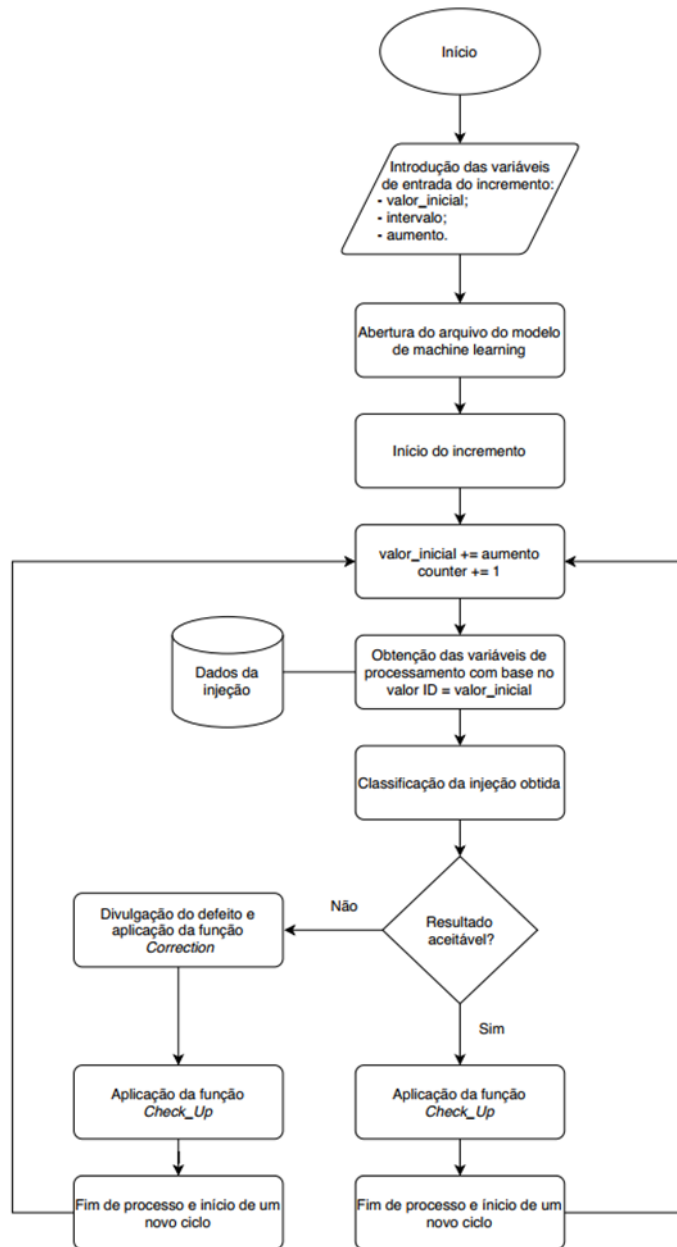 Início
Introdução das variáveis
de entrada do incremento:
- valor_inicial;
- intervalo;
- aumento.
Abertura do arquivo do modelo
de machine learning
Início do incremento
valor_inicial += aumento
counter += 1
Dados da
injeção
Obtenção das variáveis de
processamento com base no
valor ID = valor_inicial
Classificação da injeção obtida
Resultado
aceitável?
Não
Divulgação do defeito e
aplicação da função
Correction
Sim
Aplicação da função
Check_Up
Aplicação da função
Check_Up
Fim de processo e início de um
novo ciclo
Fim de processo e ínicio de um
novo ciclo